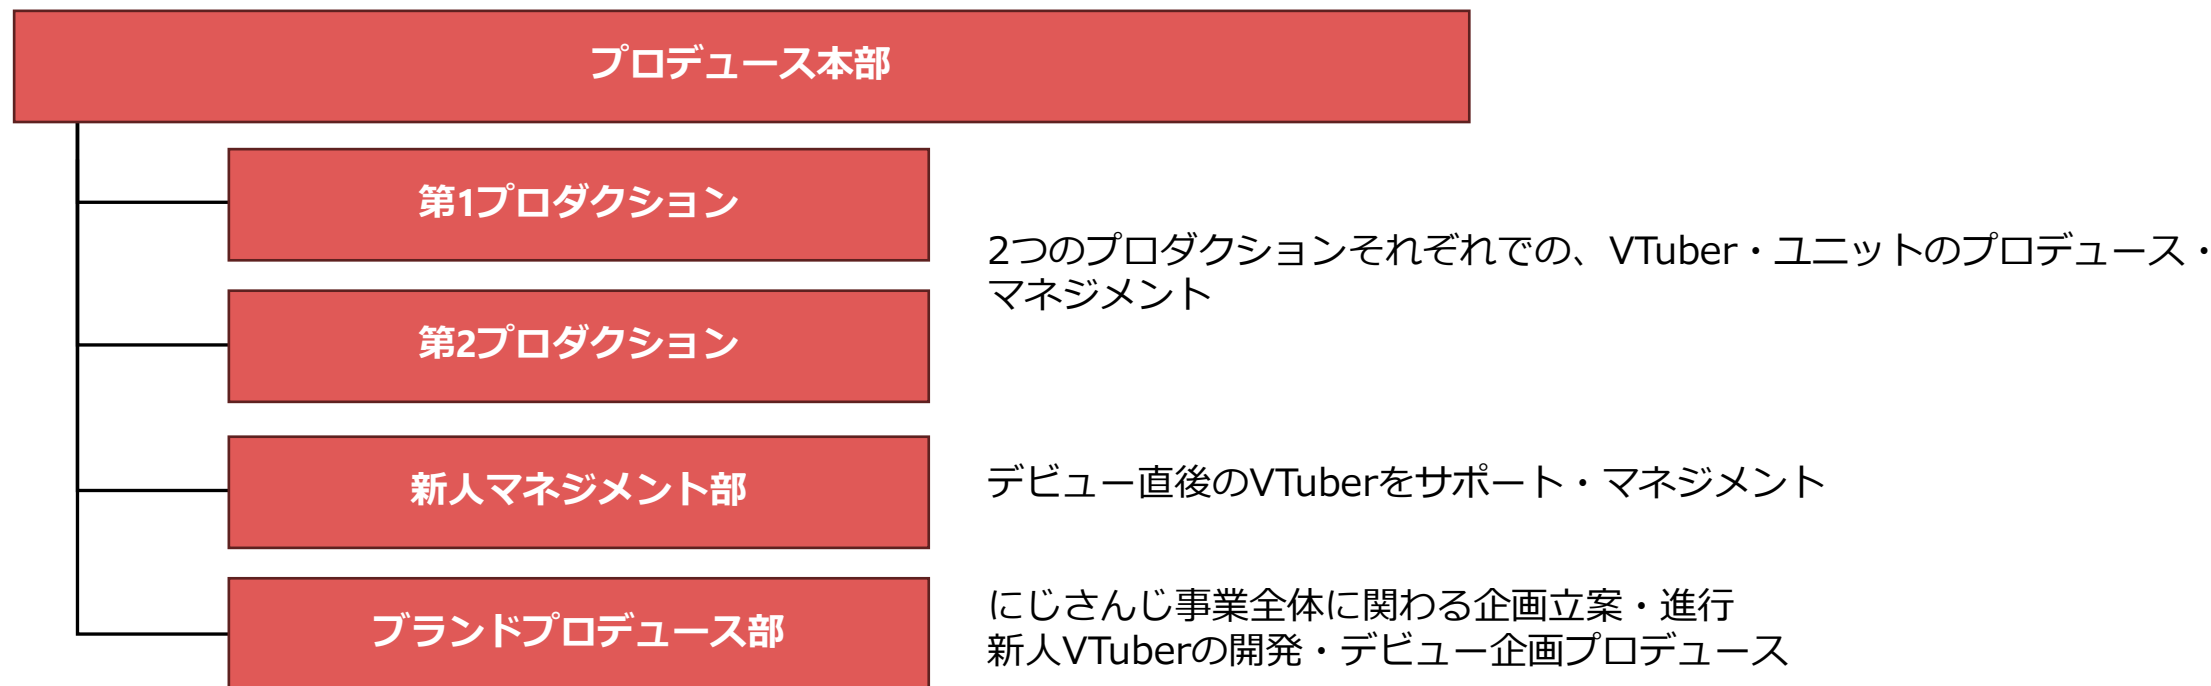 プロデュース本部
第1プロダクション
2つのプロダクションそれぞれでの、VTuber・ユニットのプロデュース・
マネジメント
第2プロダクション
新人マネジメント部
デビュー直後のVTuberをサポート・マネジメント
ブランドプロデュース部
にじさんじ事業全体に関わる企画立案・進行
新人VTuberの開発・デビュー企画プロデュース